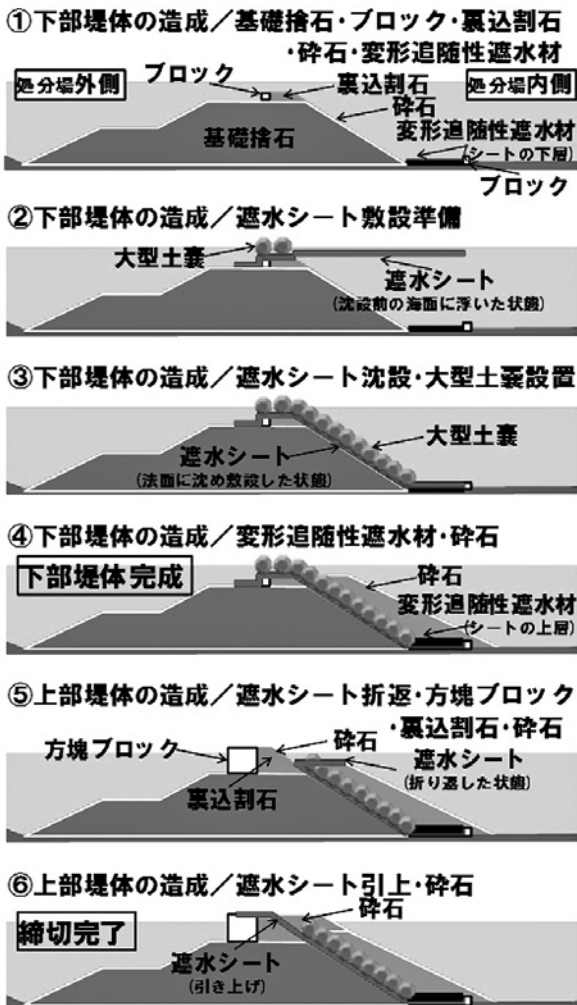 ①下部堤体の造成／基礎捨石・ブロック・裏込割石
・砕石・変形追随性遮水材
処分場外側
ブロック
裏込割石
処分場内側
砕石
基礎捨石
変形追随性遮水材
(シートの下層)
ブロック
②下部堤体の造成／遮水シート敷設準備
大型土嚢
遮水シート
(沈設前の海面に浮いた状態)
③下部堤体の造成／遮水シート沈設・大型土嚢設置
大型土嚢
遮水シート
(法面に沈め敷設した状態)
④下部堤体の造成／変形追随性遮水材・砕石
下部堤体完成
砕石
変形追随性遮水材
(シートの上層)
⑤上部堤体の造成／遮水シート折返・方塊ブロック
・裏込割石・砕石
方塊ブロック
砕石
遮水シート
(折り返した状態)
裏込割石
⑥上部堤体の造成／遮水シート引上・砕石
締切完了
砕石
遮水シート
(引き上げ)